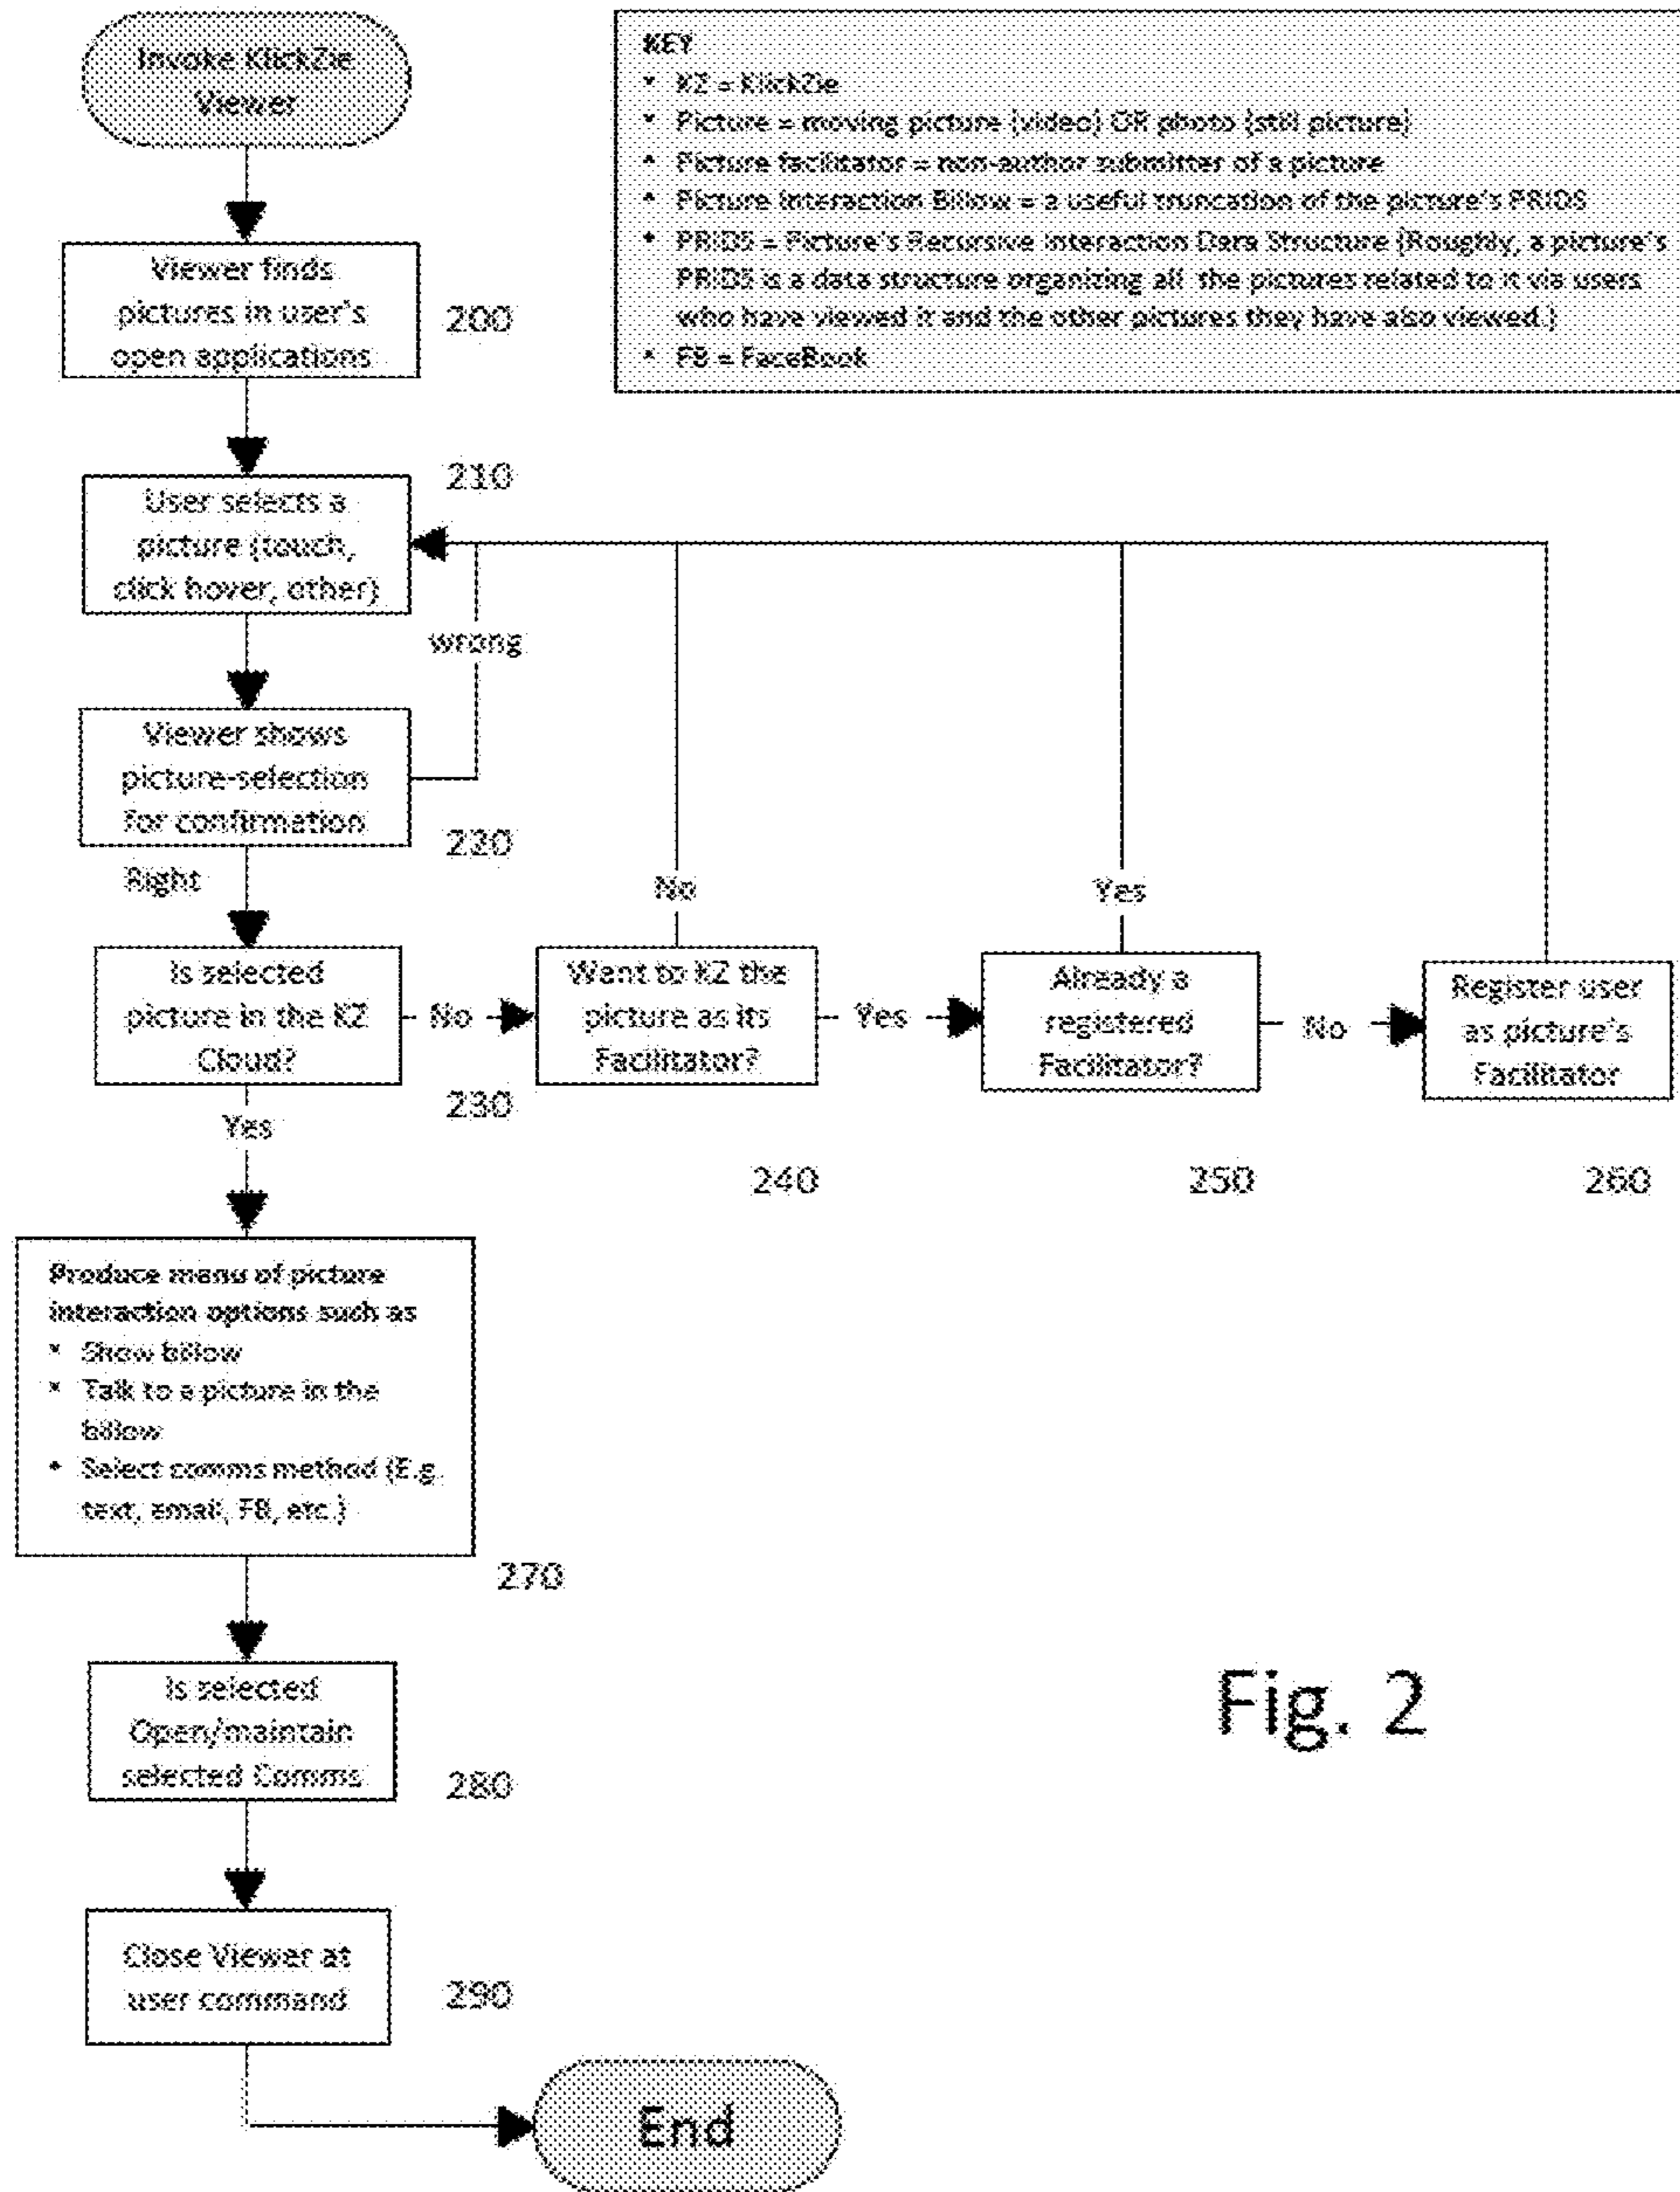 Invoke KlickZie
Viewer
KEY
• KZ = KlickZie
• Picture = moving picture (video) OR photo (still picture)
• Picture facilitator = non-author submitter of a picture
• Picture Interaction Billow = a useful truncation of the picture's PRIDS
• PRIDS = Picture's Recursive Interaction Data Structure (Roughly, a picture's
PRIDS is a data structure organizing all the pictures related to it via users
who have viewed it and the other pictures they have also viewed.)
• FB = FaceBook
Viewer finds
pictures in user's
open applications
200
210
User selects a
picture (touch,
click hover, other)
wrong
Viewer shows
picture-selection
for confirmation
220
Right
No
Yes
Is selected
picture in the KZ
Cloud?
No
Want to KZ the
picture as its
Facilitator?
Yes
Already a
registered
Facilitator?
No
Register user
as picture's
Facilitator
230
Yes
240
250
260
Produce menu of picture
interaction options such as
• Show billow
• Talk to a picture in the
billow
• Select comms method (E.g.
text, email, FB, etc.)
270
Is selected
Open/maintain
selected Comms
280
Fig. 2
Close Viewer at
user command
290
End